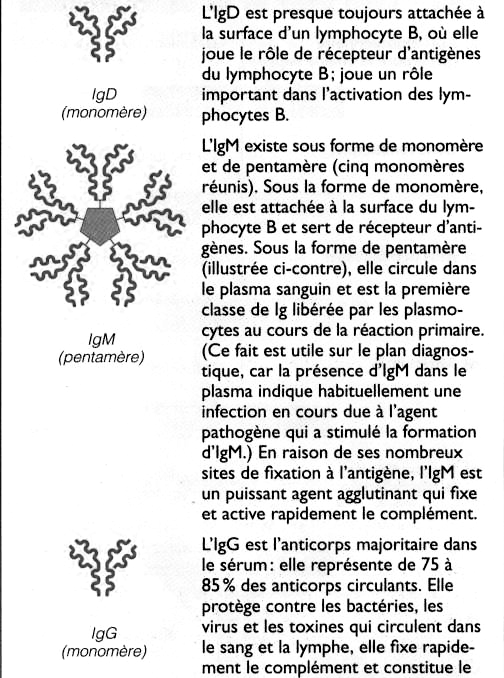 L'IgD est presque toujours attachée à
la surface d'un lymphocyte B, où elle
joue le rôle de récepteur d'antigènes
du lymphocyte B; joue un rôle
important dans l'activation des lym-
phocytes B.
IgD
(monomère)
L'IgM existe sous forme de monomère
et de pentamère (cinq monomères
réunis). Sous la forme de monomère,
elle est attachée à la surface du lym-
phocyte B et sert de récepteur d'anti-
gènes. Sous la forme de pentamère
(illustrée ci-contre), elle circule dans
le plasma sanguin et est la première
classe de Ig libérée par les plasmo-
cytes au cours de la réaction primaire.
(Ce fait est utile sur le plan diagnos-
tique, car la présence d'IgM dans le
plasma indique habituellement une
infection en cours due à l'agent
pathogène qui a stimulé la formation
d'IgM.) En raison de ses nombreux
sites de fixation à l'antigène, l'IgM est
un puissant agent agglutinant qui fixe
et active rapidement le complément.
IgM
(pentamère)
L'IgG est l'anticorps majoritaire dans
le sérum: elle représente de 75 à
85 % des anticorps circulants. Elle
protège contre les bactéries, les
virus et les toxines qui circulent dans
le sang et la lymphe, elle fixe rapide-
ment le complément et constitue le
IgG
(monomère)